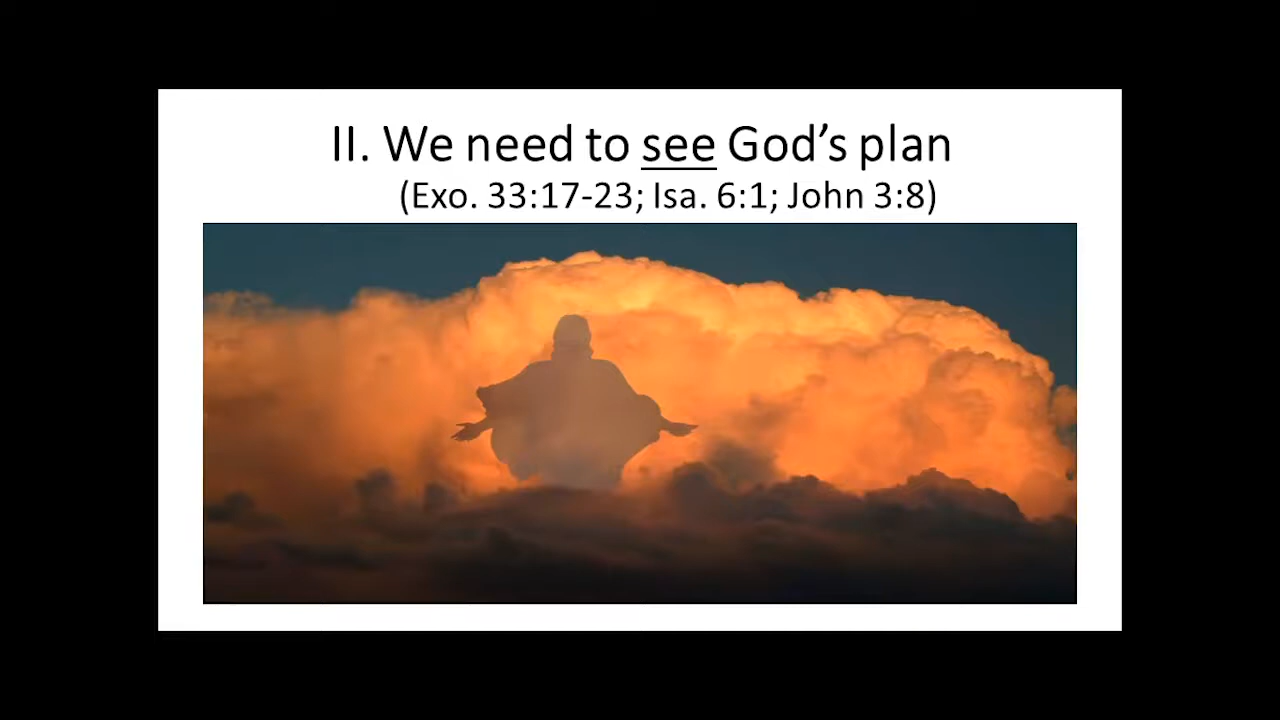 II. We need to see God’s plan
(Exo. 33:17-23; Isa. 6:1; John 3:8)